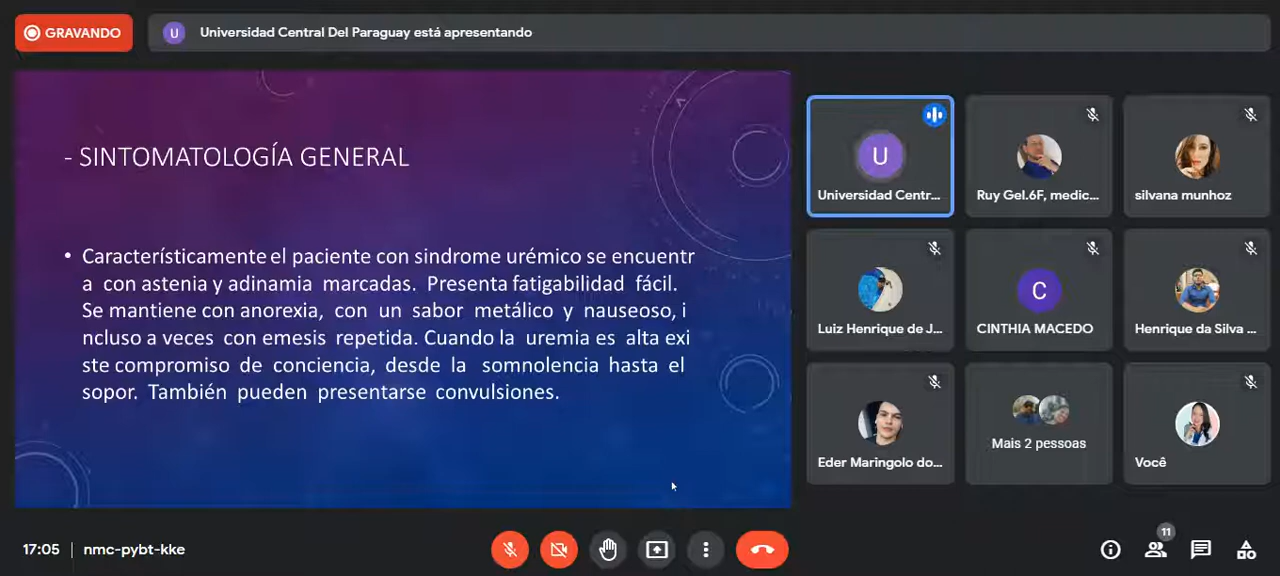 GRAVANDO
U
Universidad Central Del Paraguay está apresentando
- SINTOMATOLOGÍA GENERAL
• Característicamente el paciente con sindrome urémico se encuentr
a con astenia y adinamia marcadas. Presenta fatigabilidad fácil.
Se mantiene con anorexia, con un sabor metálico y nauseoso, i
ncluso a veces con emesis repetida. Cuando la uremia es alta exi
ste compromiso de conciencia, desde la somnolencia hasta el
sopor. También pueden presentarse convulsiones.
U
Universidad Centr...
Ruy Gel.6F, medic...
silvana munhoz
Luiz Henrique de J...
C
CINTHIA MACEDO
Henrique da Silva ...
Eder Maringolo do...
Mais 2 pessoas
Você
17:05 | nmc-pybt-kke
11